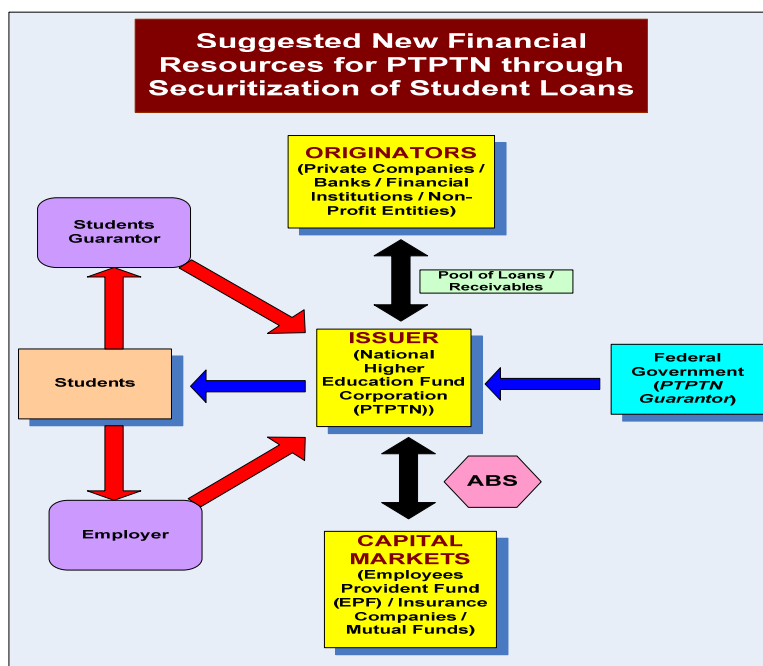 Suggested New Financial
Resources for PTPTN through
Securitization of Student Loans
ORIGINATORS
(Private Companies /
Banks / Financial
Institutions / Non-
Profit Entities)
Students
Guarantor
Pool of Loans /
Receivables
ISSUER
(National
Higher
Education Fund
Corporation
(PTPTN))
Federal
Government
(PTPTN
Guarantor)
Students
ABS
Employer
CAPITAL
MARKETS
(Employees
Provident Fund
(EPF) / Insurance
Companies /
Mutual Funds)